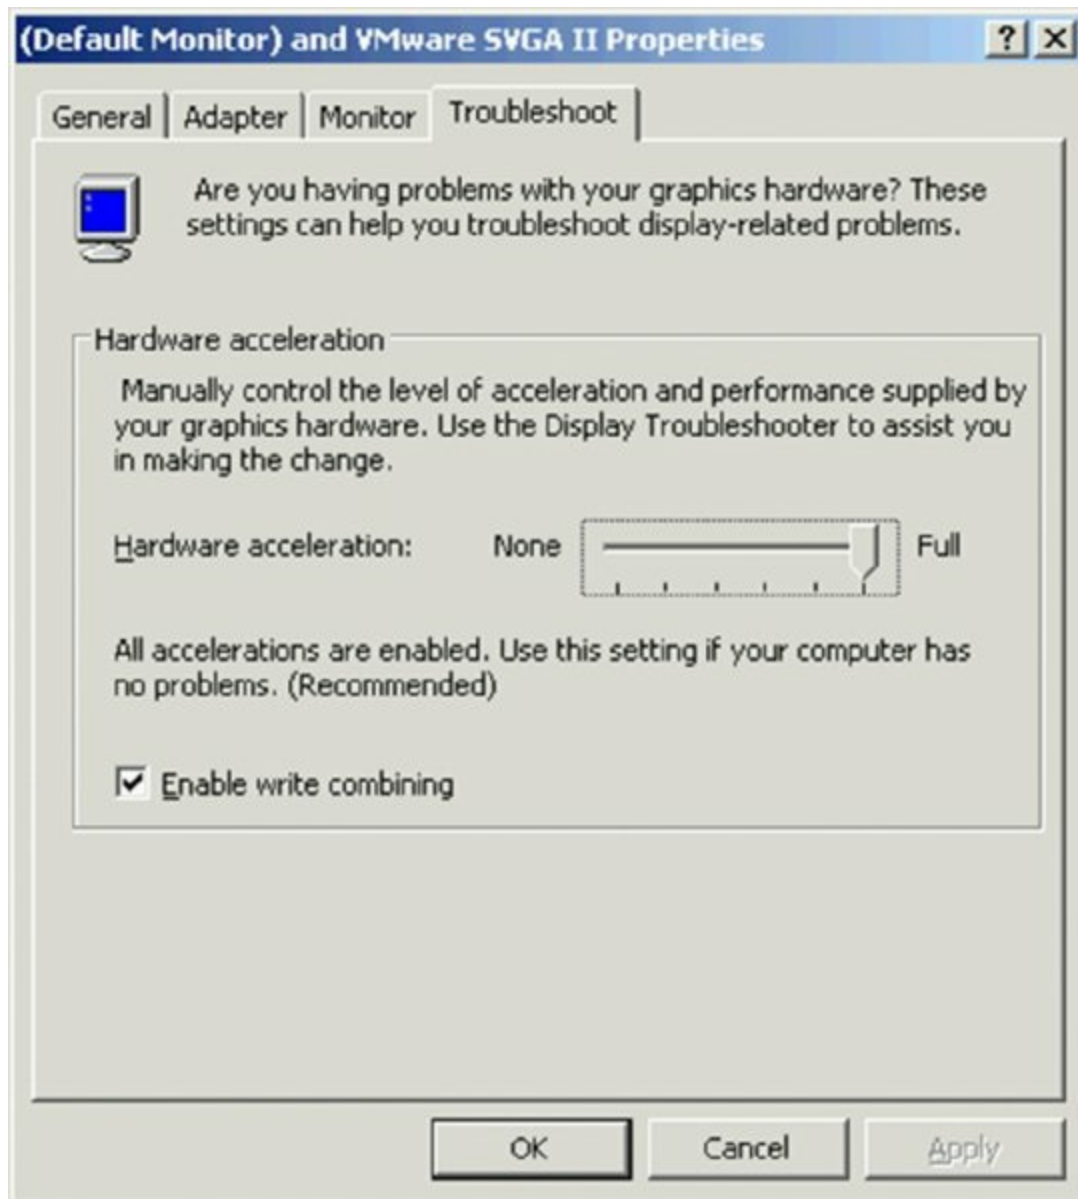 (Default Monitor) and VMware SVGA II Properties
General
Adapter
Monitor
Troubleshoot
Are you having problems with your graphics hardware? These
settings can help you troubleshoot display-related problems.
Hardware acceleration
Manually control the level of acceleration and performance supplied by
your graphics hardware. Use the Display Troubleshooter to assist you
in making the change.
Hardware acceleration: None Full
All accelerations are enabled. Use this setting if your computer has
no problems. (Recommended)
Enable write combining
OK
Cancel
Apply